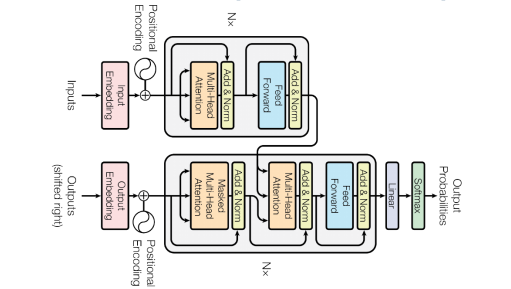 Output
Probabilities
Softmax
Linear
Add & Norm
Feed
Forward
Add & Norm
Multi-Head
Attention
Add & Norm
Masked
Multi-Head
Attention
Nx
Positional
Encoding
Output
Embedding
Outputs
(shifted right)
Add & Norm
Feed
Forward
Add & Norm
Multi-Head
Attention
Nx
Positional
Encoding
Input
Embedding
Inputs